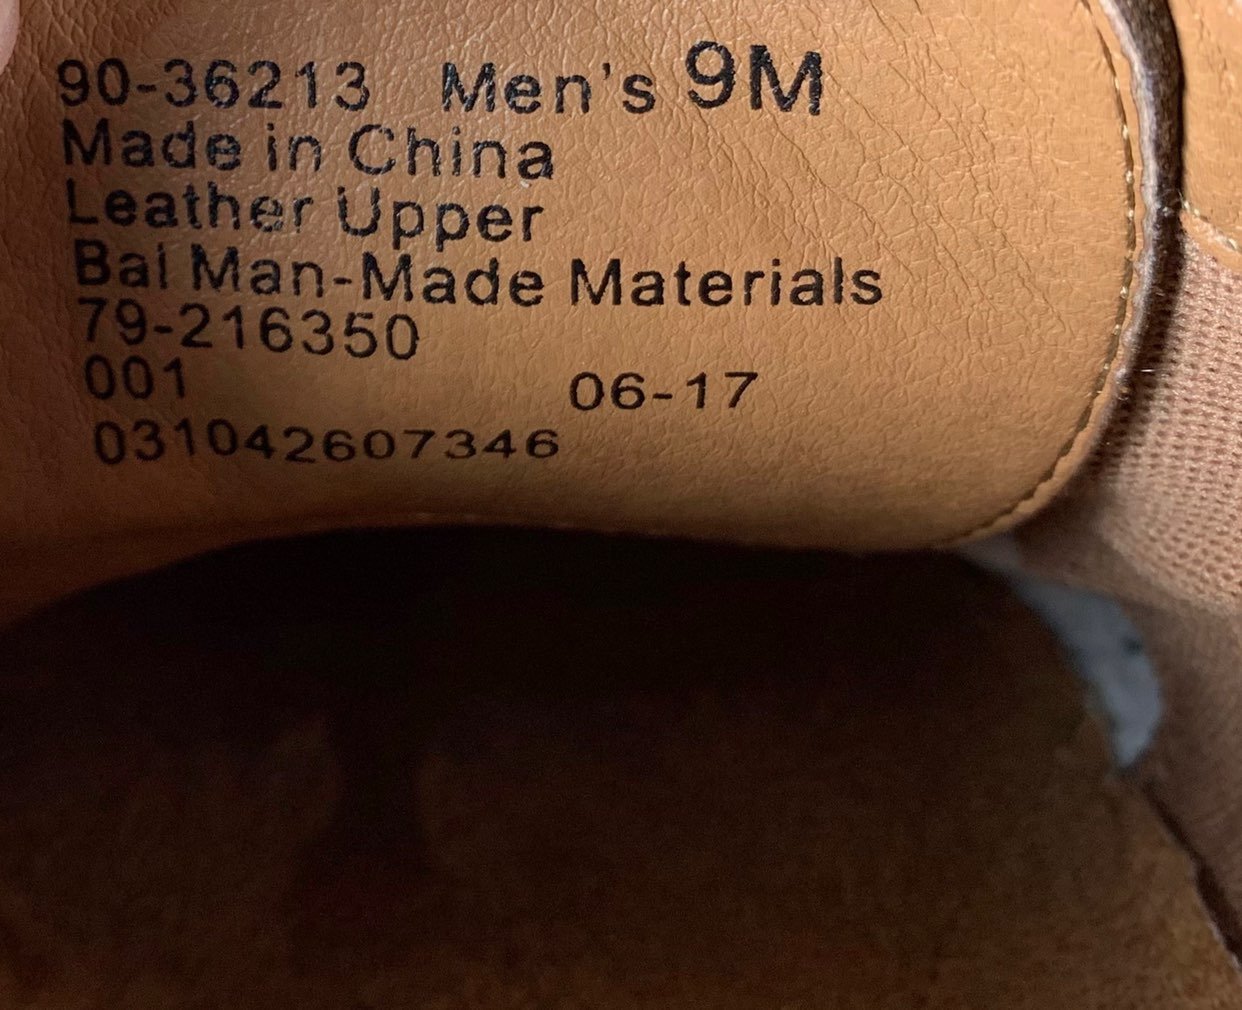 90-36213 Men's 9M
Made in China
Leather Upper
Bal Man-Made Materials
79-216350
001 06-17
031042607346